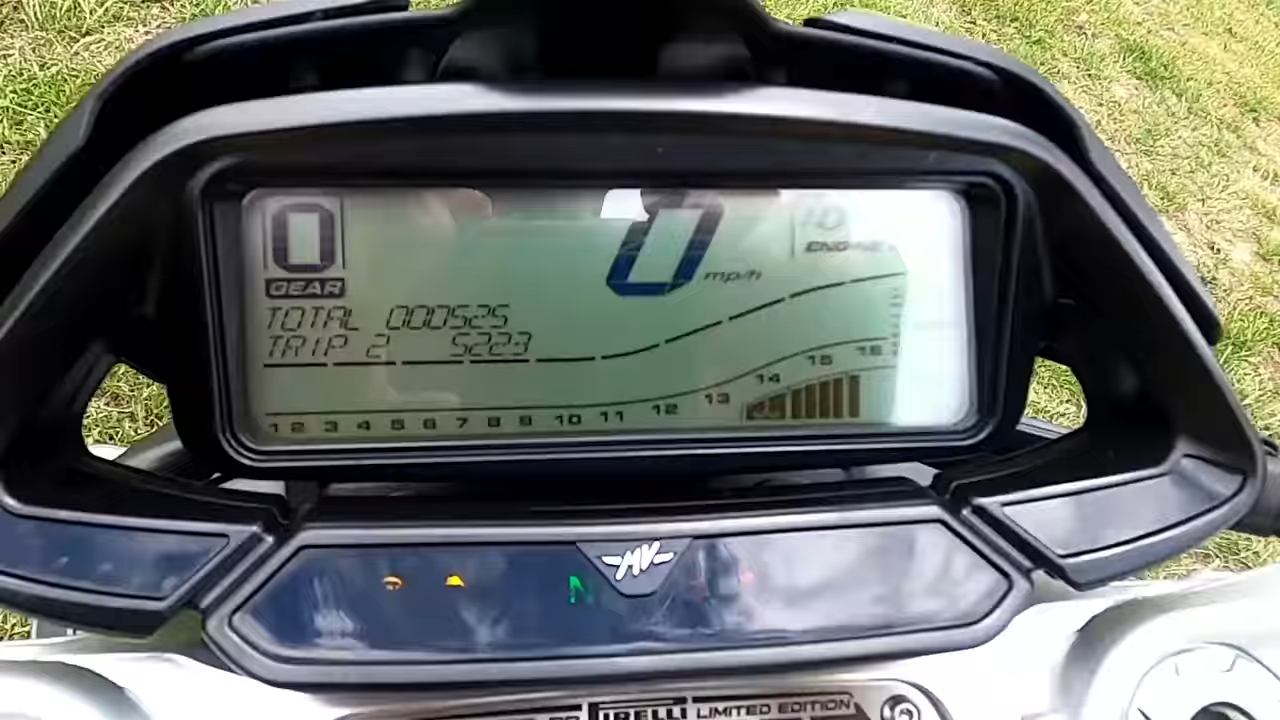 0
GEAR
0 mp/h
ENGINE
TOTAL 000525
TRIP 2 5223
1 2 3 4 5 6 7 8 9 10 11 12 13 14 15 16
N
MV
PIRELLI LIMITED EDITION